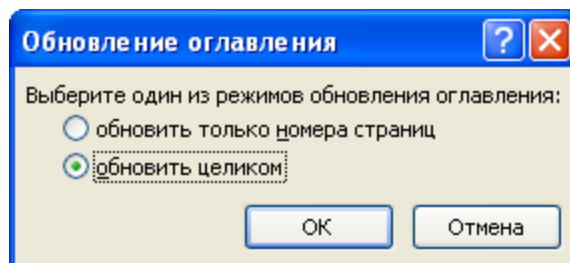 Обновление оглавления
Выберите один из режимов обновления оглавления:
обновить только номера страниц
обновить целиком
ОК
Отмена